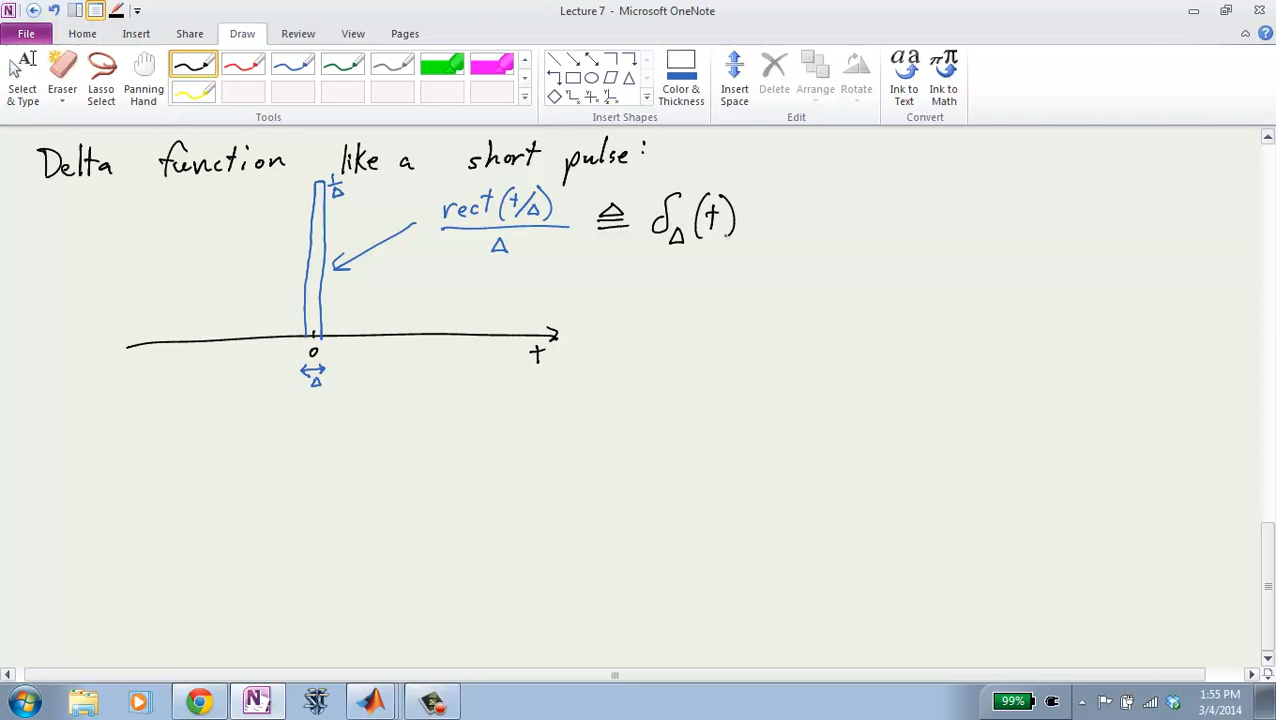 Lecture 7 - Microsoft OneNote
File Home Insert Share Draw Review View Pages
Select & Type
Eraser
Lasso Select
Panning Hand
Color & Thickness
Insert Space
Delete
Arrange
Rotate
Ink to Text
Ink to Math
Tools
Insert Shapes
Edit
Convert
Delta function like a short pulse:
1/Δ
rect(t/Δ)/Δ ≜ δ_Δ(t)
0
t
Δ
99%
1:55 PM
3/4/2014